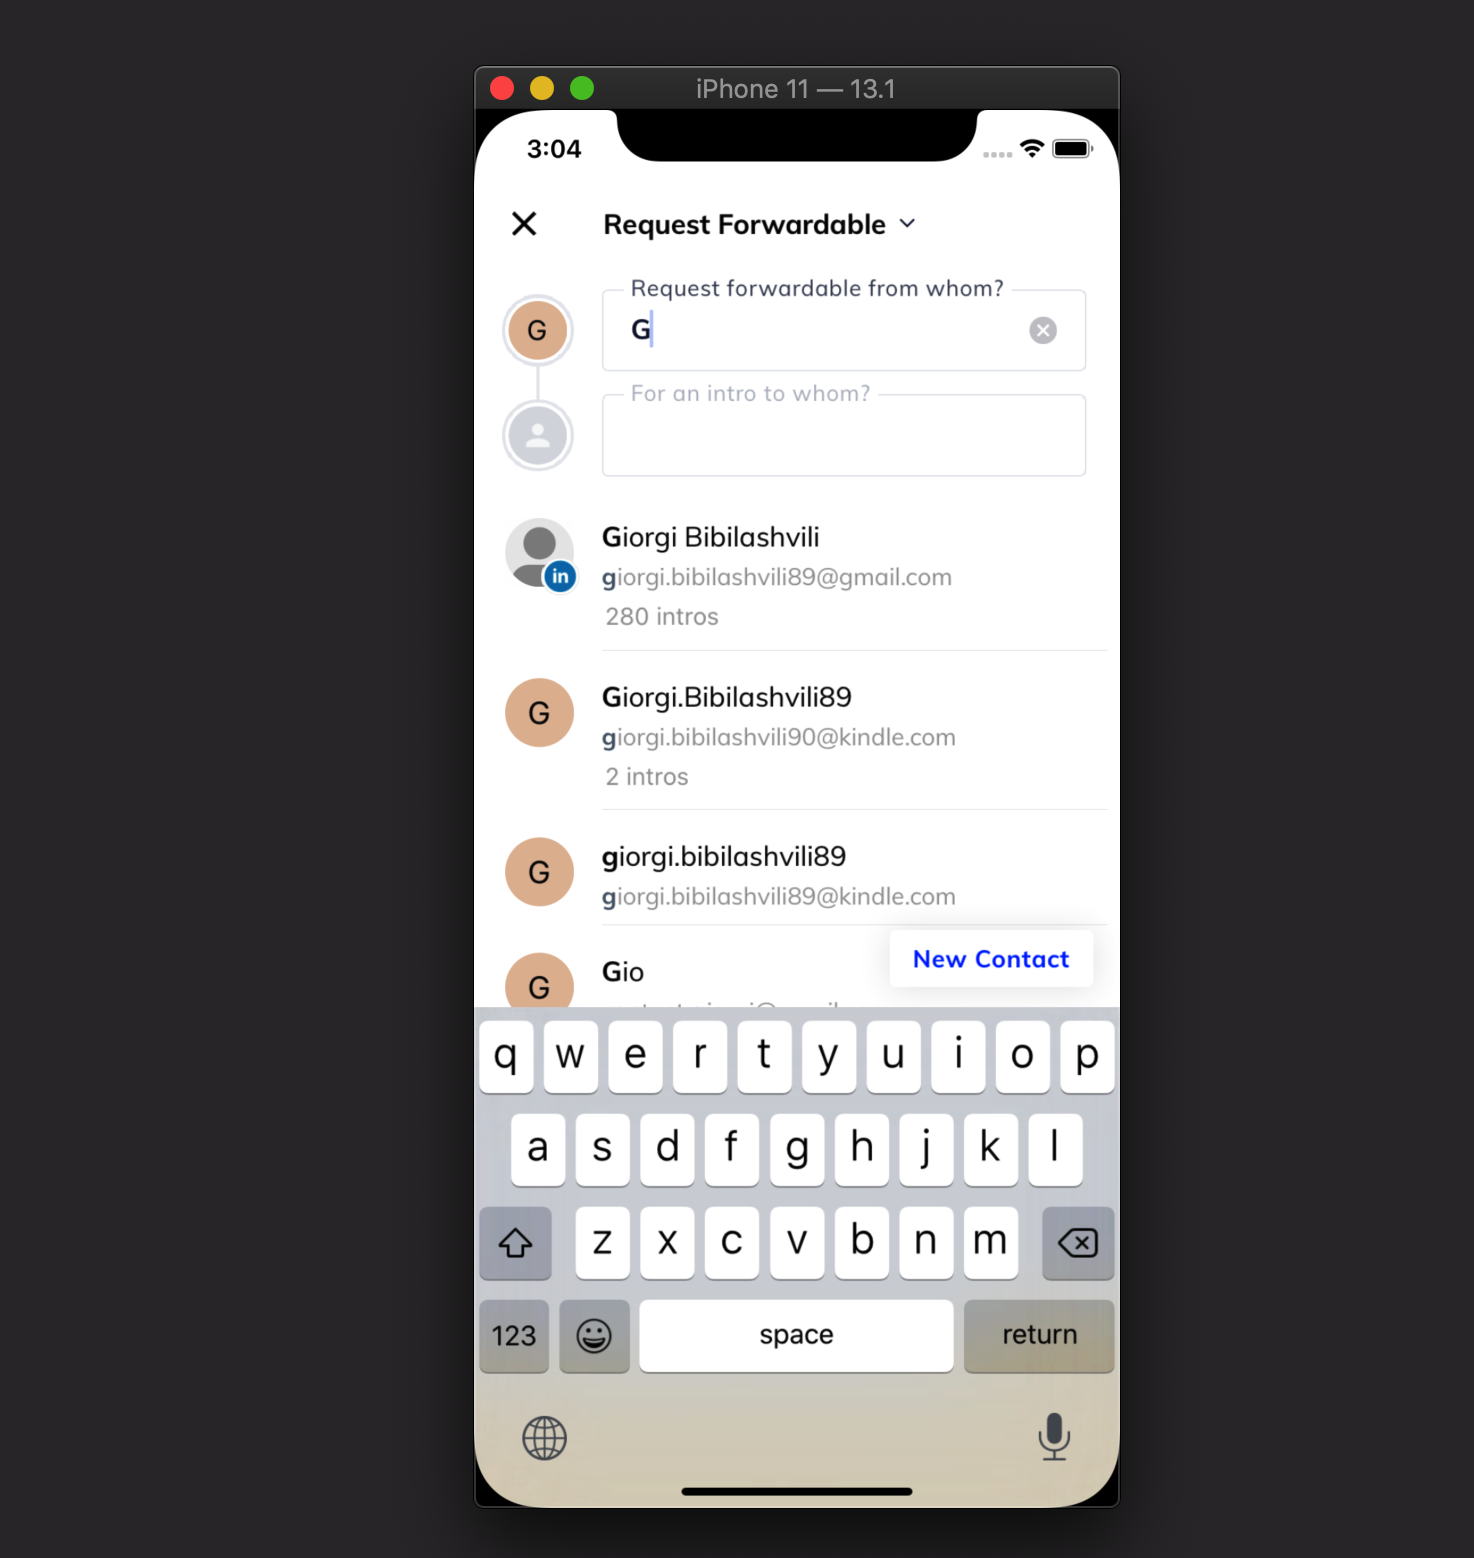 iPhone 11 — 13.1
3:04
Request Forwardable
Request forwardable from whom?
G
G
For an intro to whom?
Giorgi Bibilashvili
in
giorgi.bibilashvili89@gmail.com
280 intros
Giorgi.Bibilashvili89
G
giorgi.bibilashvili90@kindle.com
2 intros
giorgi.bibilashvili89
G
giorgi.bibilashvili89@kindle.com
New Contact
Gio
G
q w e r t y u i o p
a s d f g h j k l
z x c v b n m
123 space return